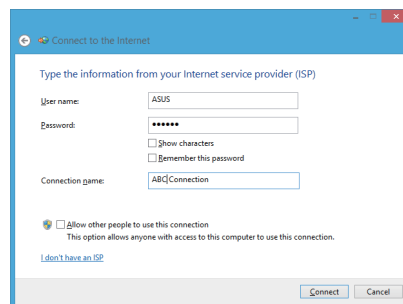 Connect to the Internet
Type the information from your Internet service provider (ISP)
User name: ASUS
Password: ••••••
Show characters
Remember this password
Connection name: ABC Connection
Allow other people to use this connection
This option allows anyone with access to this computer to use this connection.
I don't have an ISP
Connect Cancel